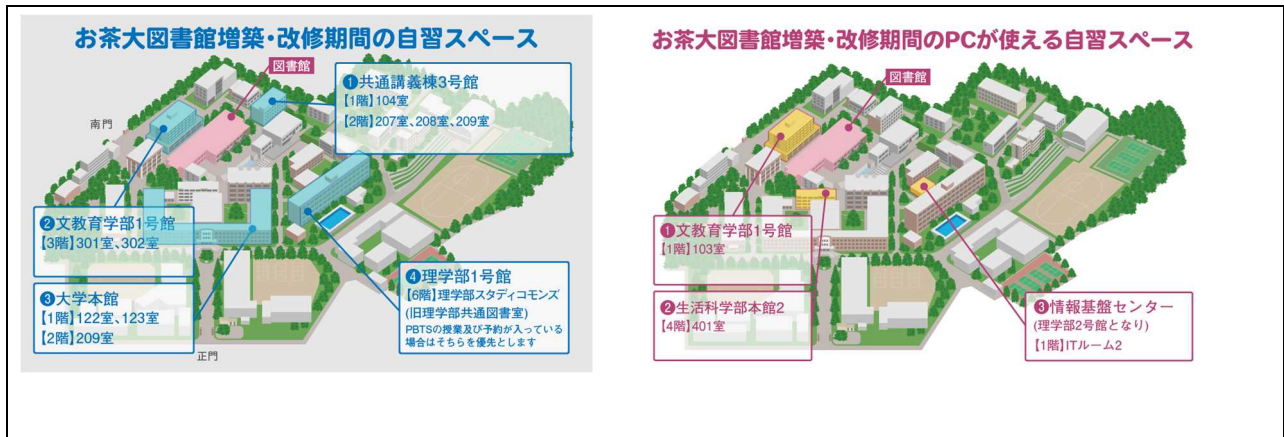 お茶大図書館増築・改修期間の自習スペース
図書館
❶共通講義棟3号館
【1階】104室
【2階】207室、208室、209室
南門
❷文教育学部1号館
【3階】301室、302室
❸大学本館
【1階】122室、123室
【2階】209室
❹理学部1号館
【6階】理学部スタディコモンズ
(旧理学部共通図書室)
PBTSの授業及び予約が入っている
場合はそちらを優先とします
正門
お茶大図書館増築・改修期間のPCが使える自習スペース
図書館
❶文教育学部1号館
【1階】103室
❷生活科学部本館2
【4階】401室
❸情報基盤センター
(理学部2号館となり)
【1階】ITルーム2